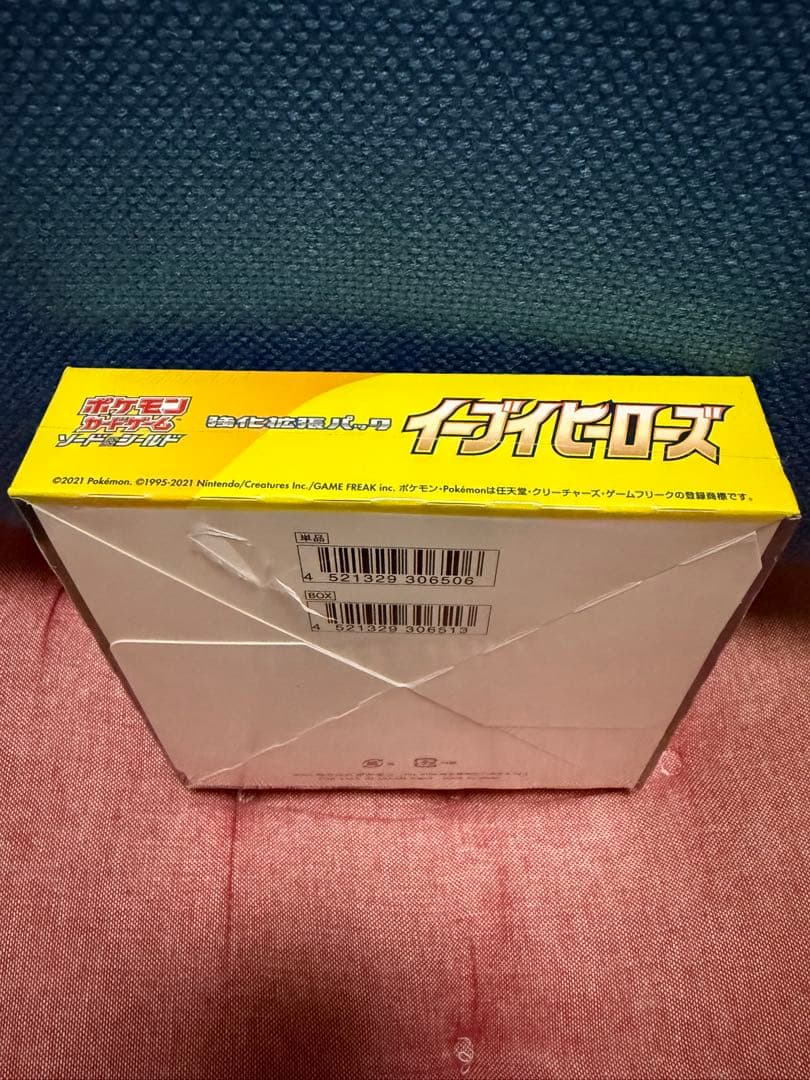 ポケモン
カードゲーム
ソード&シールド
強化拡張パック
イーブイヒーローズ
©2021 Pokémon. ©1995-2021 Nintendo/Creatures Inc./GAME FREAK inc. ポケモン・Pokémonは任天堂・クリーチャーズ・ゲームフリークの登録商標です。
単品
4 521329 306506
BOX
4 521329 306513